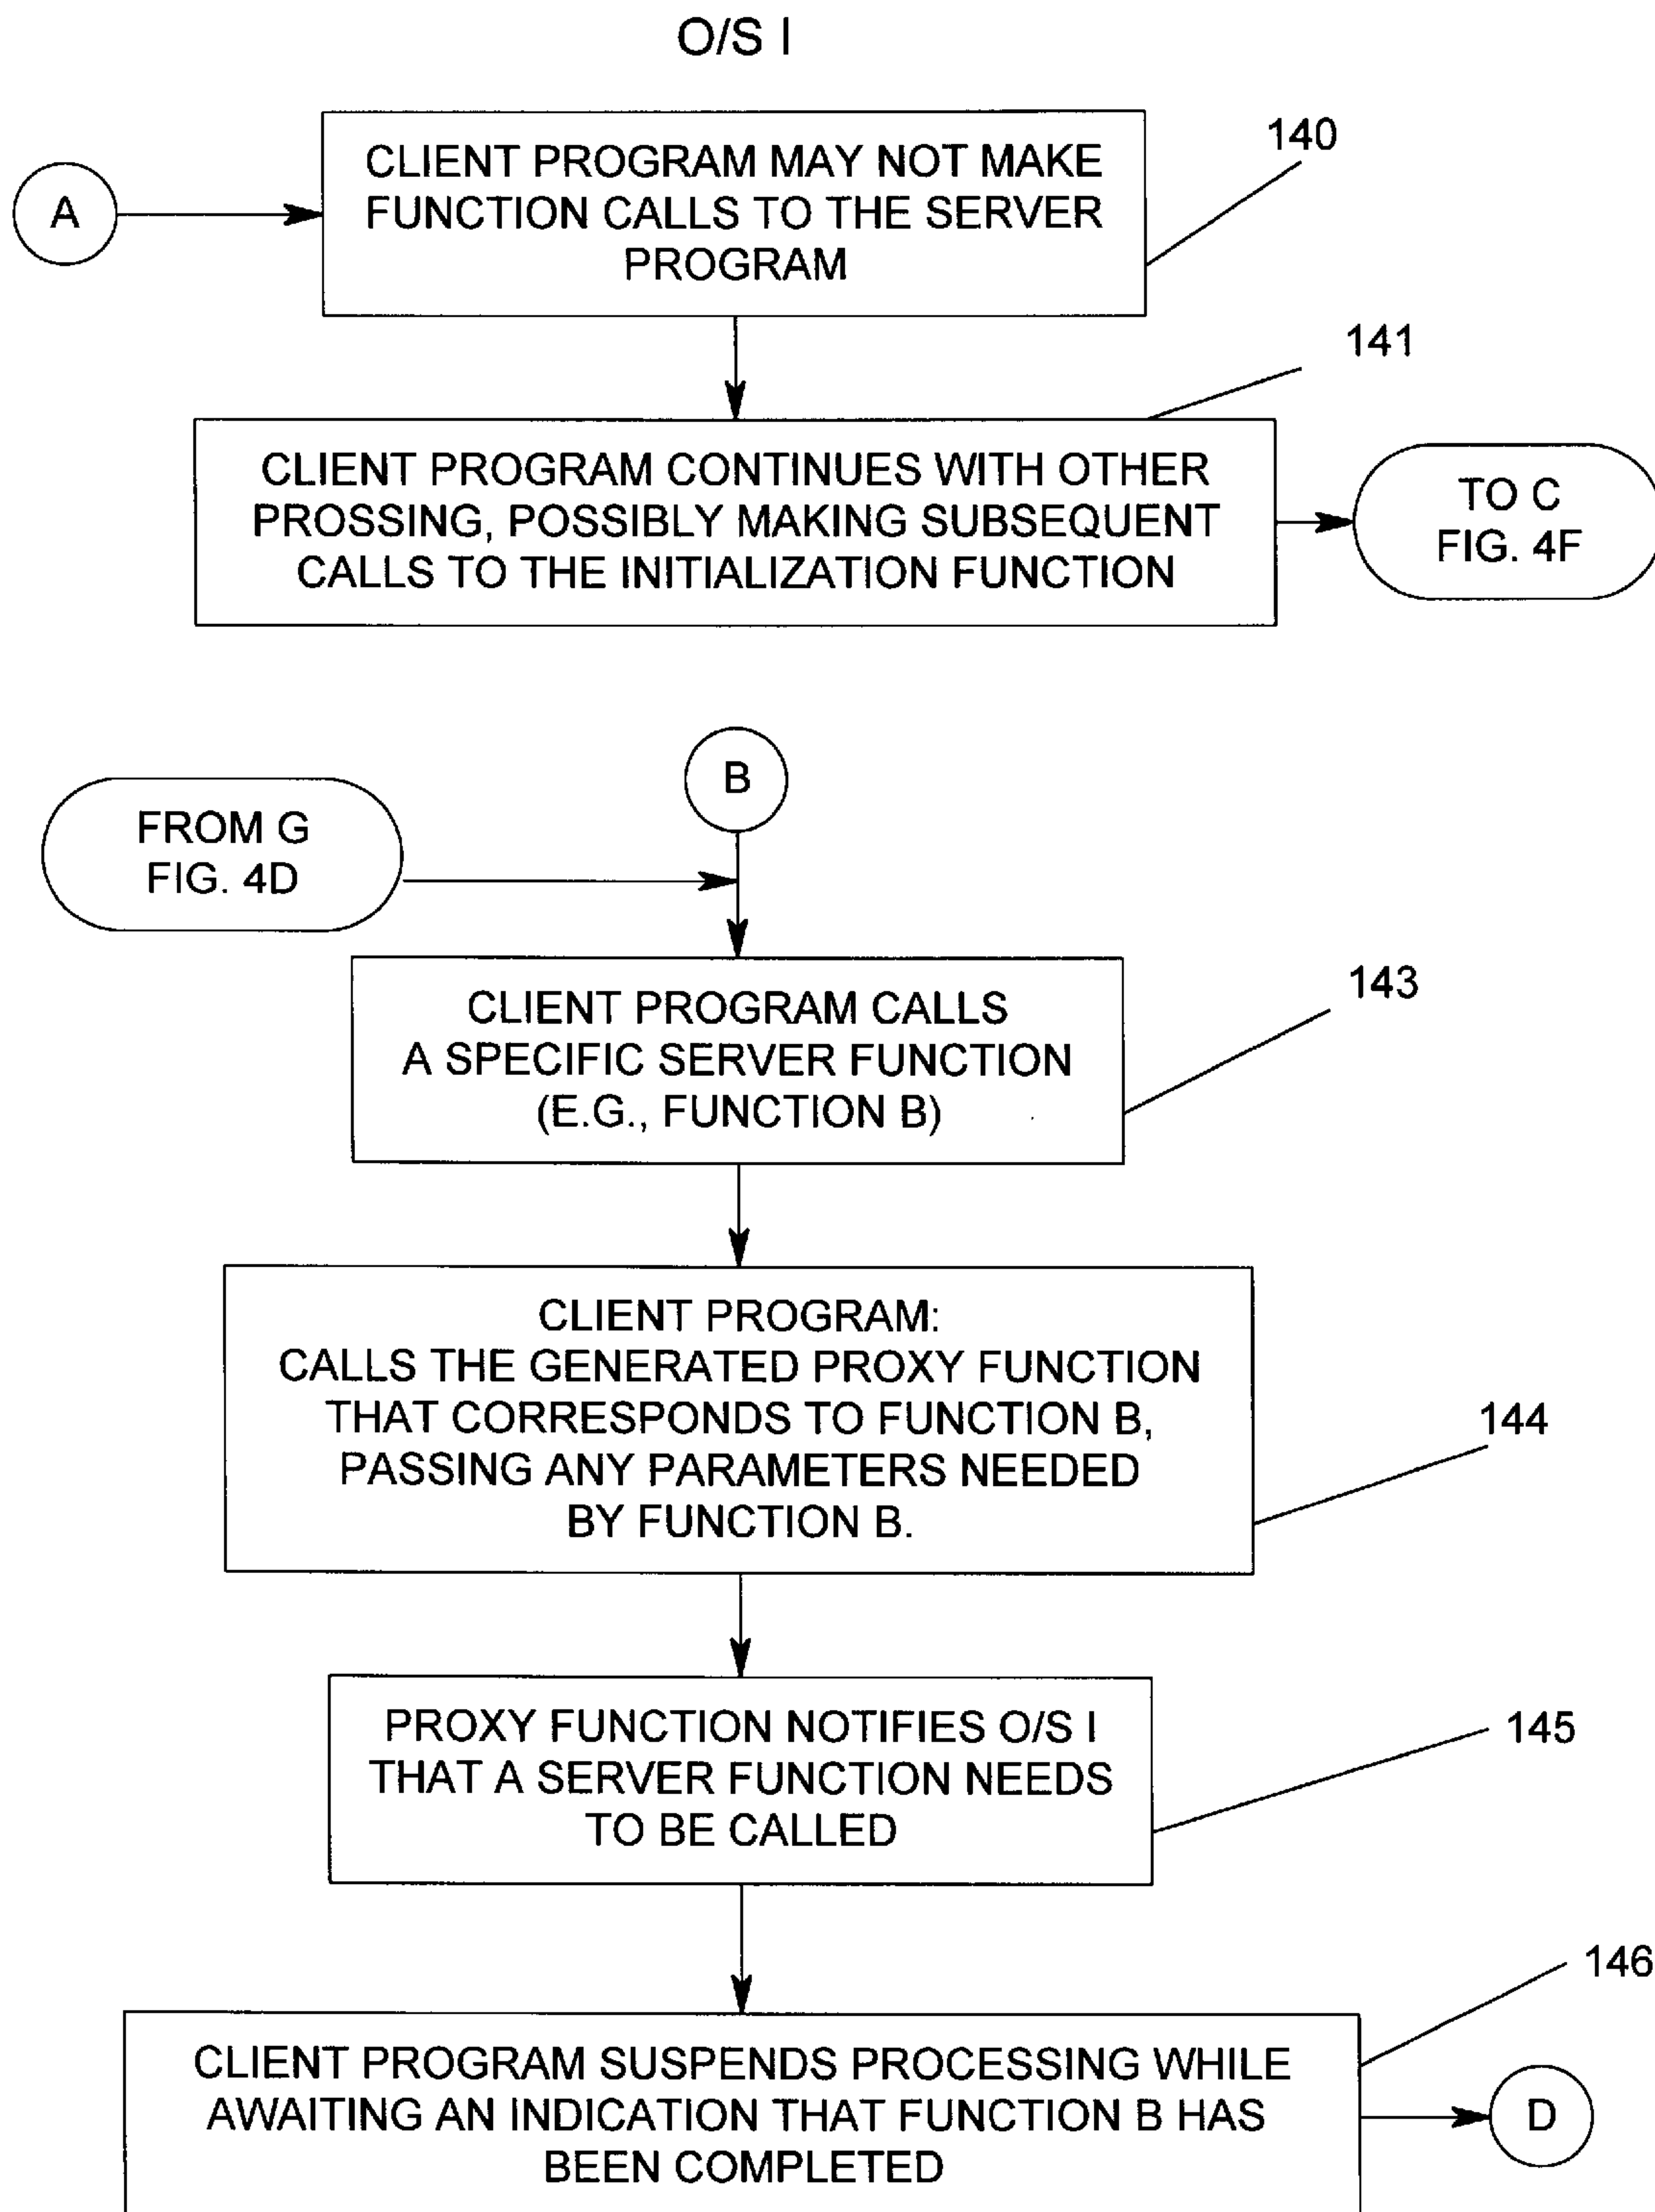 O/S I
A
CLIENT PROGRAM MAY NOT MAKE
FUNCTION CALLS TO THE SERVER
PROGRAM
140
141
CLIENT PROGRAM CONTINUES WITH OTHER
PROSSING, POSSIBLY MAKING SUBSEQUENT
CALLS TO THE INITIALIZATION FUNCTION
TO C
FIG. 4F
B
FROM G
FIG. 4D
CLIENT PROGRAM CALLS
A SPECIFIC SERVER FUNCTION
(E.G., FUNCTION B)
143
CLIENT PROGRAM:
CALLS THE GENERATED PROXY FUNCTION
THAT CORRESPONDS TO FUNCTION B,
PASSING ANY PARAMETERS NEEDED
BY FUNCTION B.
144
PROXY FUNCTION NOTIFIES O/S I
THAT A SERVER FUNCTION NEEDS
TO BE CALLED
145
146
CLIENT PROGRAM SUSPENDS PROCESSING WHILE
AWAITING AN INDICATION THAT FUNCTION B HAS
BEEN COMPLETED
D